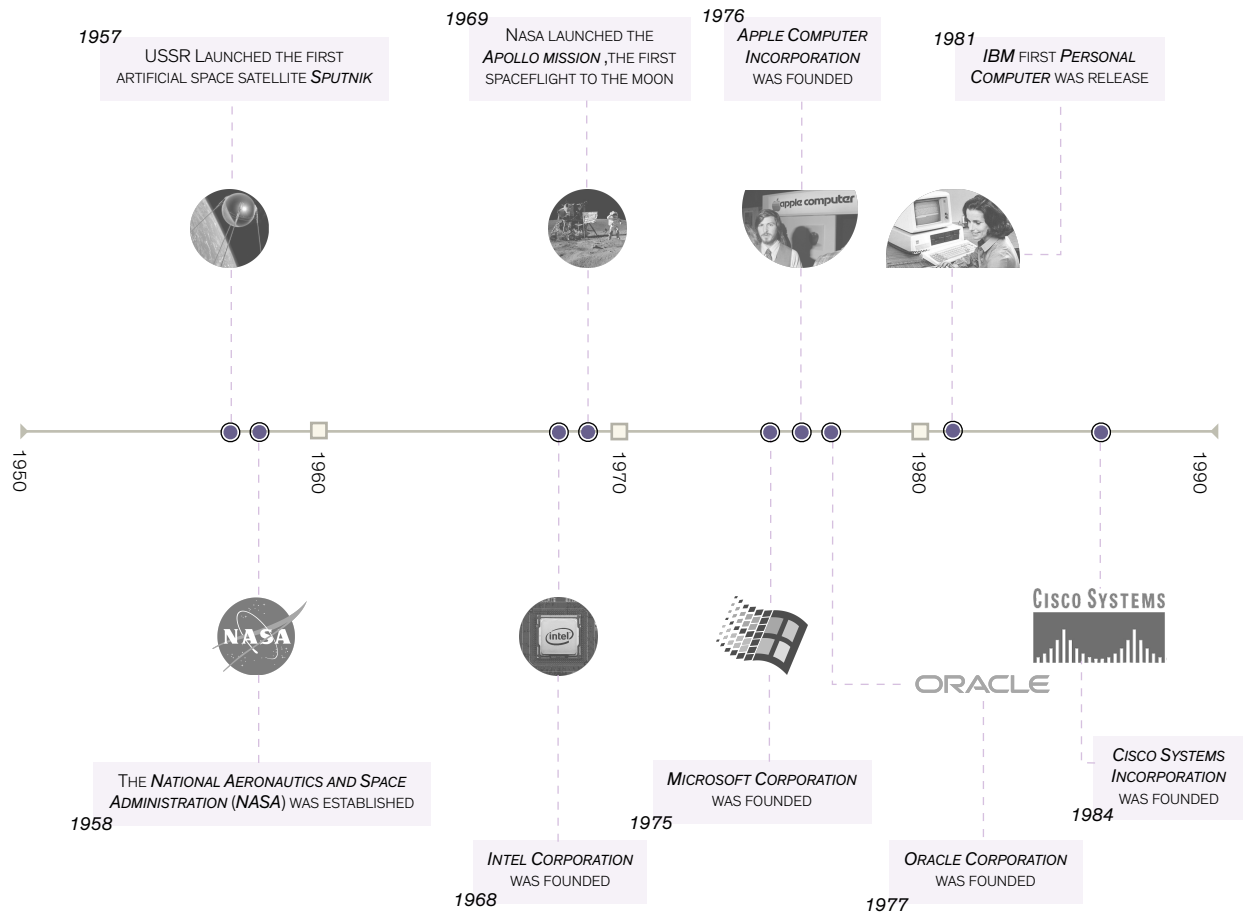 1957
USSR Launched the first
artificial space satellite Sputnik
1969
Nasa launched the
Apollo mission ,the first
spaceflight to the moon
1976
Apple Computer
Incorporation
was founded
1981
IBM first Personal
Computer was release
apple computer
1950
1960
1970
1980
1990
NASA
intel
Cisco Systems
ORACLE
The National Aeronautics and Space
Administration (NASA) was established
1958
Intel Corporation
was founded
1968
Microsoft Corporation
was founded
1975
Oracle Corporation
was founded
1977
Cisco Systems
Incorporation
was founded
1984